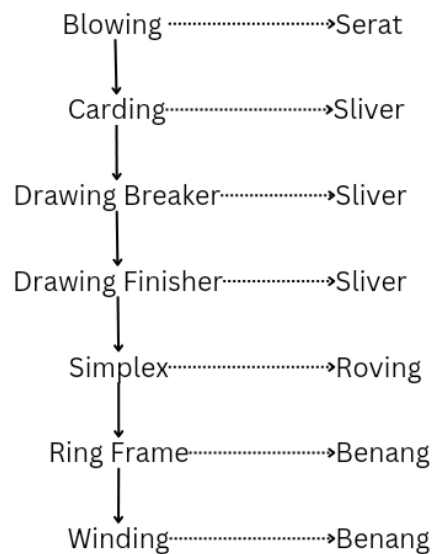 Blowing Serat
Carding Sliver
Drawing Breaker Sliver
Drawing Finisher Sliver
Simplex Roving
Ring Frame Benang
Winding Benang